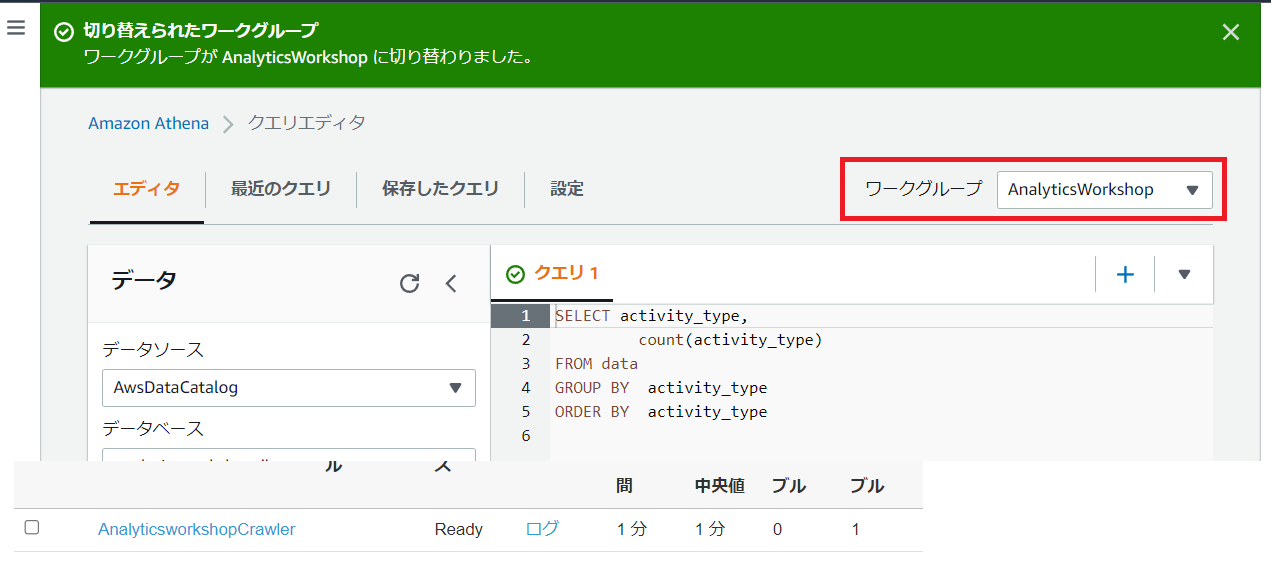 切り替えられたワークグループ
ワークグループが AnalyticsWorkshop に切り替わりました。
Amazon Athena クエリエディタ
エディタ 最近のクエリ 保存したクエリ 設定 ワークグループ AnalyticsWorkshop
データ
クエリ 1
データソース
AwsDataCatalog
データベース
1 SELECT activity_type,
2 count(activity_type)
3 FROM data
4 GROUP BY activity_type
5 ORDER BY activity_type
6
ル ス
間 中央値 ブル ブル
AnalyticsworkshopCrawler Ready ログ 1 分 1 分 0 1